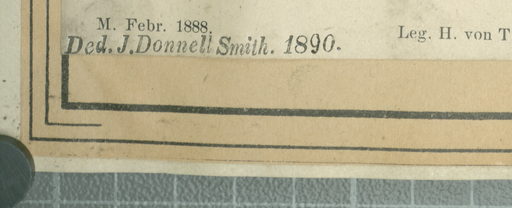 M. Febr. 1888.
Leg. H. von T
Ded. J. Donnell Smith. 1890.